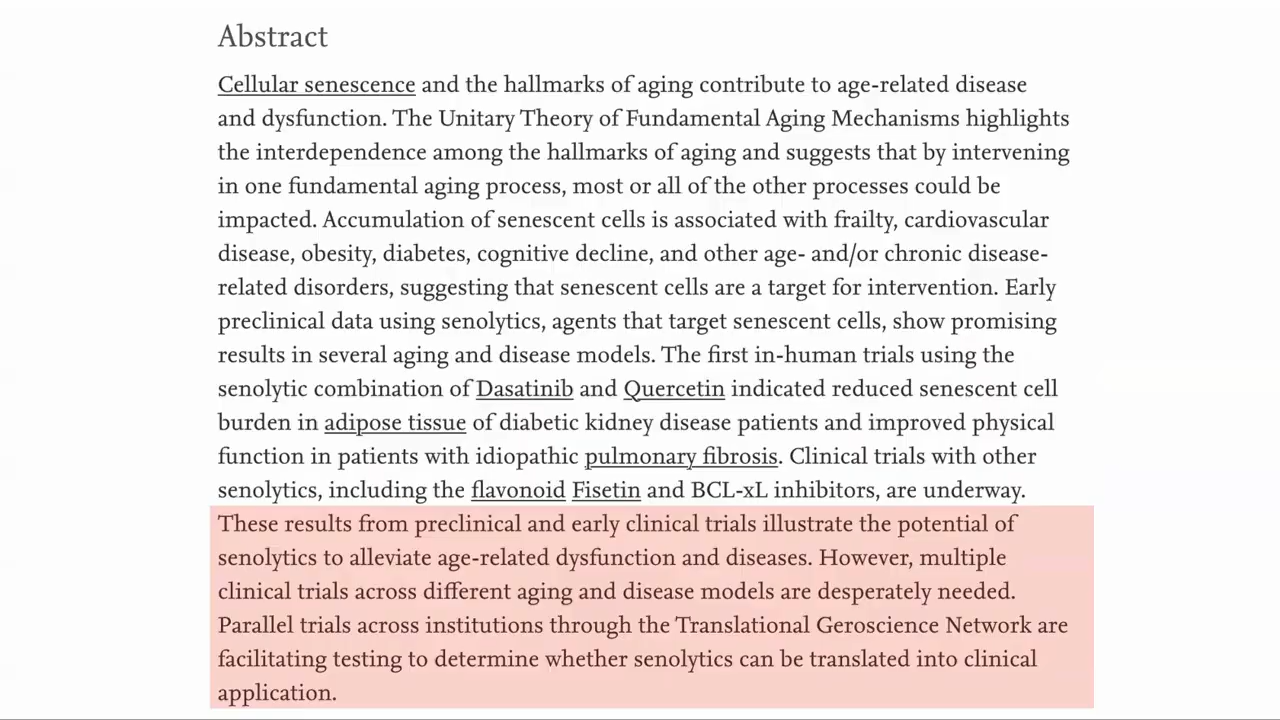 Abstract
Cellular senescence and the hallmarks of aging contribute to age-related disease
and dysfunction. The Unitary Theory of Fundamental Aging Mechanisms highlights
the interdependence among the hallmarks of aging and suggests that by intervening
in one fundamental aging process, most or all of the other processes could be
impacted. Accumulation of senescent cells is associated with frailty, cardiovascular
disease, obesity, diabetes, cognitive decline, and other age- and/or chronic disease-
related disorders, suggesting that senescent cells are a target for intervention. Early
preclinical data using senolytics, agents that target senescent cells, show promising
results in several aging and disease models. The first in-human trials using the
senolytic combination of Dasatinib and Quercetin indicated reduced senescent cell
burden in adipose tissue of diabetic kidney disease patients and improved physical
function in patients with idiopathic pulmonary fibrosis. Clinical trials with other
senolytics, including the flavonoid Fisetin and BCL-xL inhibitors, are underway.
These results from preclinical and early clinical trials illustrate the potential of
senolytics to alleviate age-related dysfunction and diseases. However, multiple
clinical trials across different aging and disease models are desperately needed.
Parallel trials across institutions through the Translational Geroscience Network are
facilitating testing to determine whether senolytics can be translated into clinical
application.